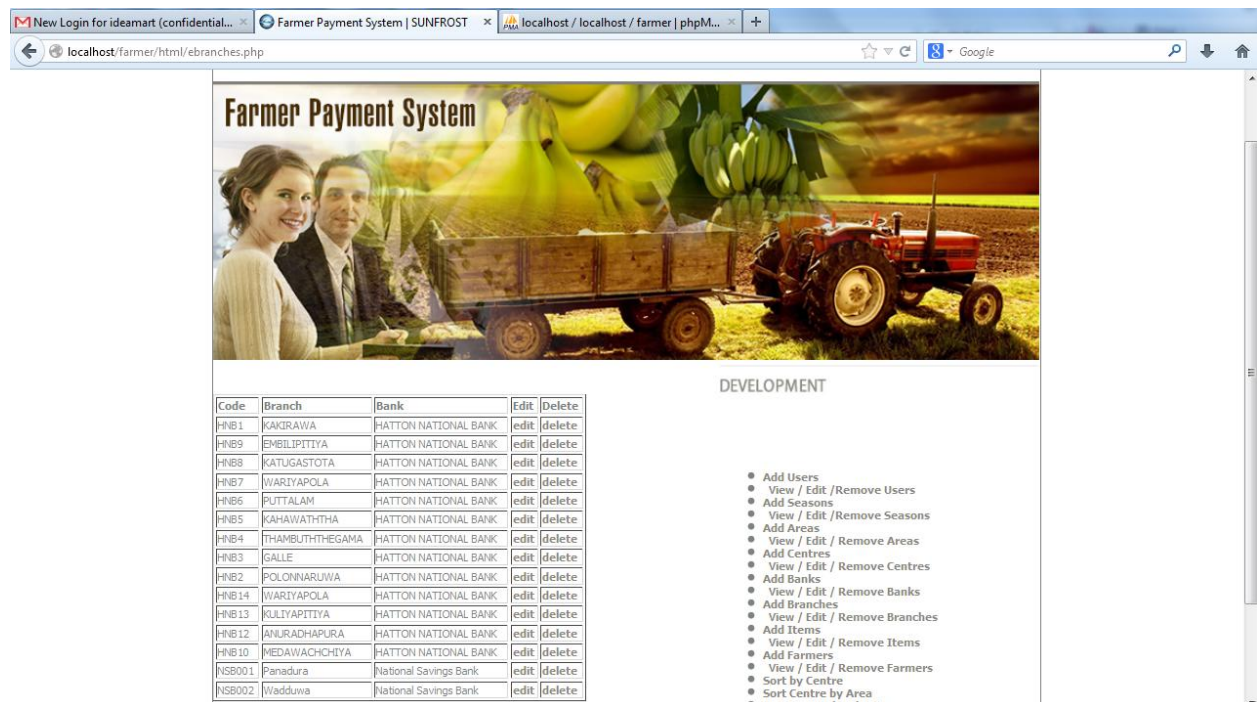 New Login for ideamart (confidential...
Farmer Payment System | SUNFROST
localhost / localhost / farmer | phpM...
localhost/farmer/html/ebranches.php
Google
Farmer Payment System
DEVELOPMENT
Code Branch Bank Edit Delete
HNB1 KAKIRAWA HATTON NATIONAL BANK edit delete
HNB9 EMBILIPITIYA HATTON NATIONAL BANK edit delete
HNB8 KATUGASTOTA HATTON NATIONAL BANK edit delete
HNB7 WARIYAPOLA HATTON NATIONAL BANK edit delete
HNB6 PUTTALAM HATTON NATIONAL BANK edit delete
HNB5 KAHAWATHTHA HATTON NATIONAL BANK edit delete
HNB4 THAMBUTHTHEGAMA HATTON NATIONAL BANK edit delete
HNB3 GALLE HATTON NATIONAL BANK edit delete
HNB2 POLONNARUWA HATTON NATIONAL BANK edit delete
HNB14 WARIYAPOLA HATTON NATIONAL BANK edit delete
HNB13 KULIYAPITIYA HATTON NATIONAL BANK edit delete
HNB12 ANURADHAPURA HATTON NATIONAL BANK edit delete
HNB10 MEDAWACHCHIYA HATTON NATIONAL BANK edit delete
NSB001 Panadura National Savings Bank edit delete
NSB002 Wadduwa National Savings Bank edit delete
Add Users
View / Edit /Remove Users
Add Seasons
View / Edit /Remove Seasons
Add Areas
View / Edit / Remove Areas
Add Centres
View / Edit / Remove Centres
Add Banks
View / Edit / Remove Banks
Add Branches
View / Edit / Remove Branches
Add Items
View / Edit / Remove Items
Add Farmers
View / Edit / Remove Farmers
Sort by Centre
Sort Centre by Area